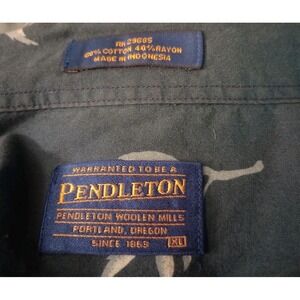 RN 29685
60% COTTON 40% RAYON
MADE IN INDONESIA
WARRANTED TO BE A
PENDLETON
PENDLETON WOOLEN MILLS
PORTLAND, OREGON
SINCE 1863 XL